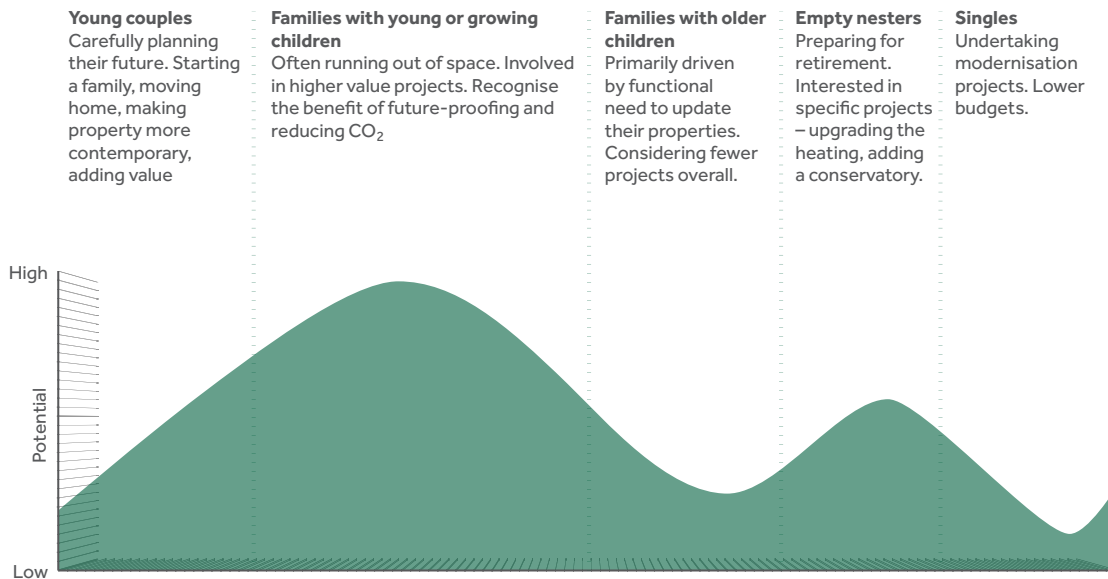 Young couples
Carefully planning
their future. Starting
a family, moving
home, making
property more
contemporary,
adding value
Families with young or growing
children
Often running out of space. Involved
in higher value projects. Recognise
the benefit of future-proofing and
reducing CO₂
Families with older
children
Primarily driven
by functional
need to update
their properties.
Considering fewer
projects overall.
Empty nesters
Preparing for
retirement.
Interested in
specific projects
– upgrading the
heating, adding
a conservatory.
Singles
Undertaking
modernisation
projects. Lower
budgets.
High
Potential
Low